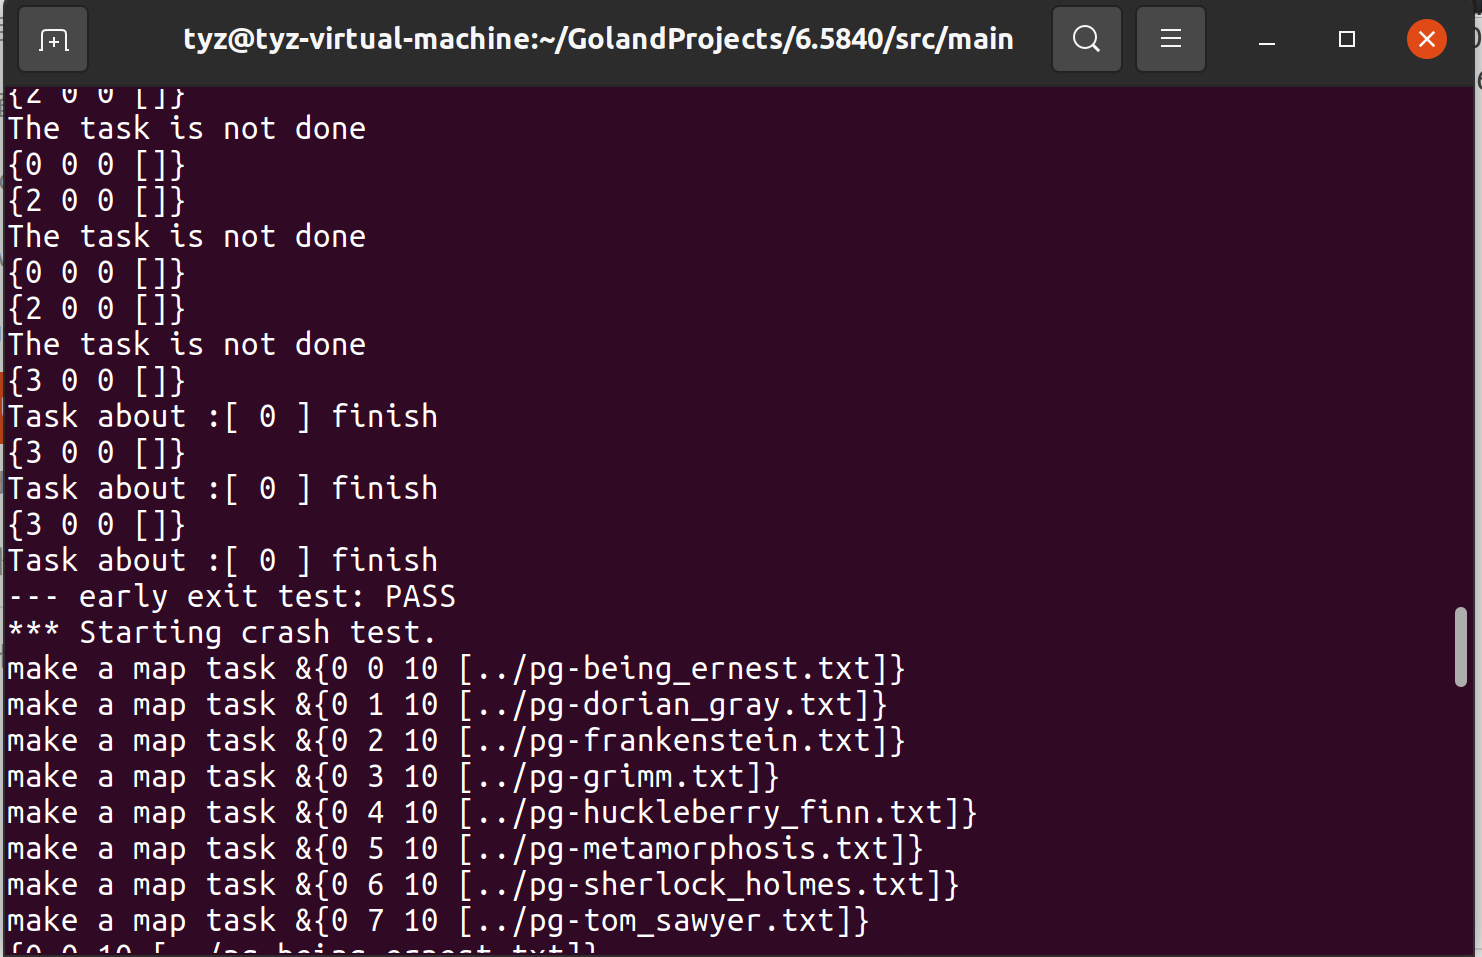 tyz@tyz-virtual-machine:~/GolandProjects/6.5840/src/main
{2 0 0 []}
The task is not done
{0 0 0 []}
{2 0 0 []}
The task is not done
{0 0 0 []}
{2 0 0 []}
The task is not done
{3 0 0 []}
Task about :[ 0 ] finish
{3 0 0 []}
Task about :[ 0 ] finish
{3 0 0 []}
Task about :[ 0 ] finish
--- early exit test: PASS
*** Starting crash test.
make a map task &{0 0 10 [../pg-being_ernest.txt]}
make a map task &{0 1 10 [../pg-dorian_gray.txt]}
make a map task &{0 2 10 [../pg-frankenstein.txt]}
make a map task &{0 3 10 [../pg-grimm.txt]}
make a map task &{0 4 10 [../pg-huckleberry_finn.txt]}
make a map task &{0 5 10 [../pg-metamorphosis.txt]}
make a map task &{0 6 10 [../pg-sherlock_holmes.txt]}
make a map task &{0 7 10 [../pg-tom_sawyer.txt]}
{0 0 10 [../pg-being_ernest.txt]}